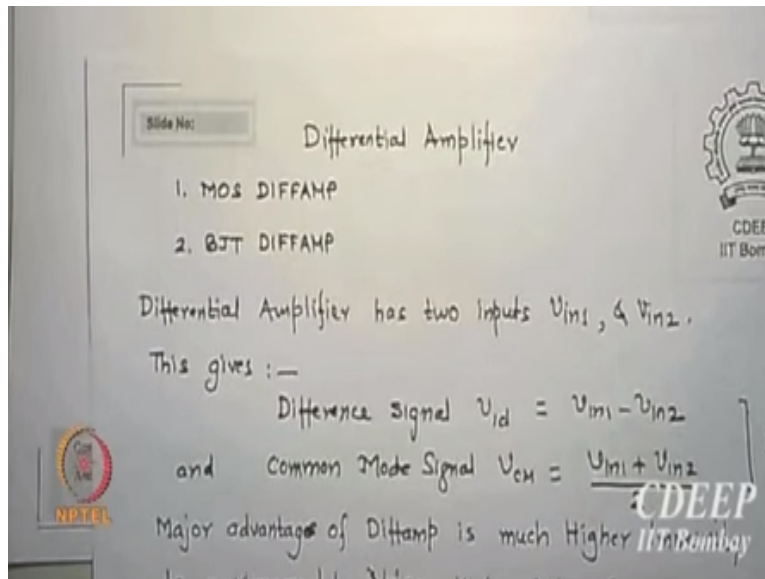 Slide No:
Differential Amplifier
1. MOS DIFFAMP
2. BJT DIFFAMP
CDEE
IIT Bom
Differential Amplifier has two inputs Vin1, & Vin2.
This gives :—
Difference Signal Vid = Vin1 – Vin2
and Common Mode Signal VCM = Vin1 + Vin2
NPTEL
CDEEP
IIT Bombay
Major advantage of Diffamp is much Higher